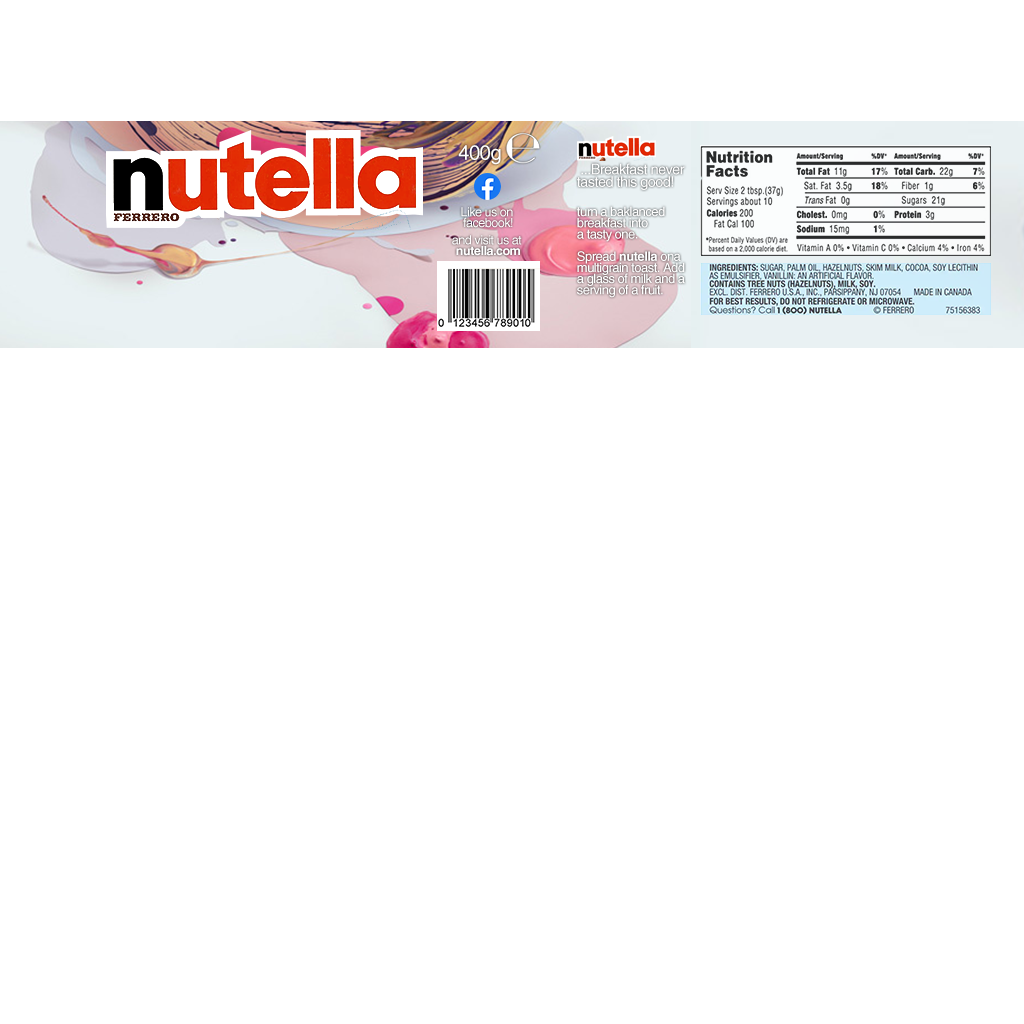 nutella
FERRERO
400g ℮
Like us on
facebook!
and visit us at
nutella.com
0 123456 789010
nutella
FERRERO
...Breakfast never
tasted this good!
turn a baklanced
breakfast into
a tasty one.
Spread nutella ona
multigrain toast. Add
a glass of milk and a
serving of a fruit.
Nutrition
Facts
Serv Size 2 tbsp.(37g)
Servings about 10
Calories 200
Fat Cal 100
*Percent Daily Values (DV) are
based on a 2,000 calorie diet.
Amount/Serving %DV* Amount/Serving %DV*
Total Fat 11g 17% Total Carb. 22g 7%
Sat. Fat 3.5g 18% Fiber 1g 6%
Trans Fat 0g Sugars 21g
Cholest. 0mg 0% Protein 3g
Sodium 15mg 1%
Vitamin A 0% • Vitamin C 0% • Calcium 4% • Iron 4%
INGREDIENTS: SUGAR, PALM OIL, HAZELNUTS, SKIM MILK, COCOA, SOY LECITHIN
AS EMULSIFIER, VANILLIN: AN ARTIFICIAL FLAVOR.
CONTAINS TREE NUTS (HAZELNUTS), MILK, SOY.
EXCL. DIST. FERRERO U.S.A., INC., PARSIPPANY, NJ 07054 MADE IN CANADA
FOR BEST RESULTS, DO NOT REFRIGERATE OR MICROWAVE.
Questions? Call 1 (800) NUTELLA © FERRERO 75156383